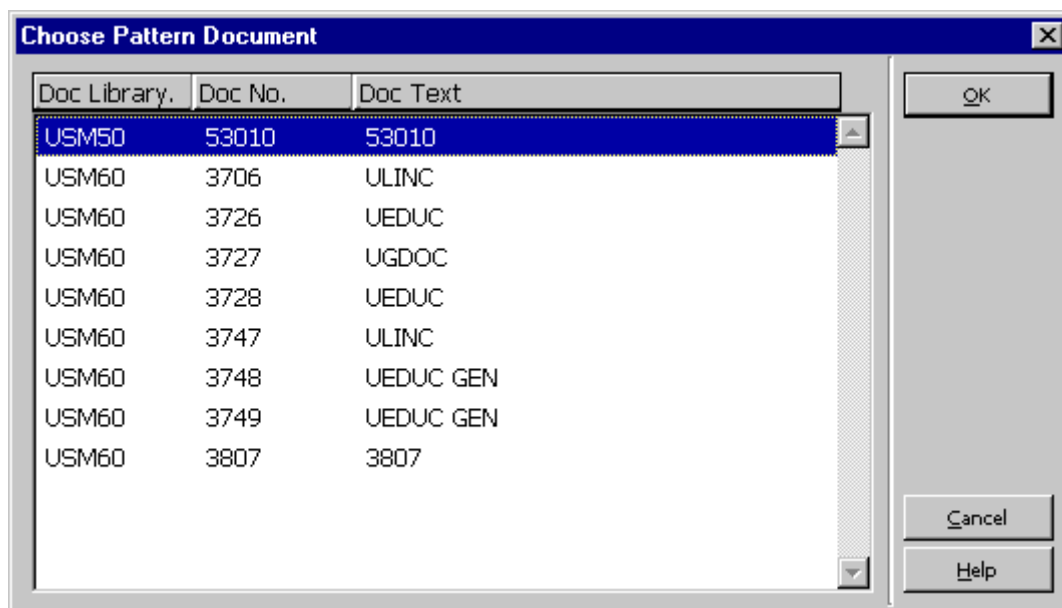 Choose Pattern Document
Doc Library. Doc No. Doc Text
OK
USM50 53010 53010
USM60 3706 ULINC
USM60 3726 UEDUC
USM60 3727 UGDOC
USM60 3728 UEDUC
USM60 3747 ULINC
USM60 3748 UEDUC GEN
USM60 3749 UEDUC GEN
USM60 3807 3807
Cancel
Help